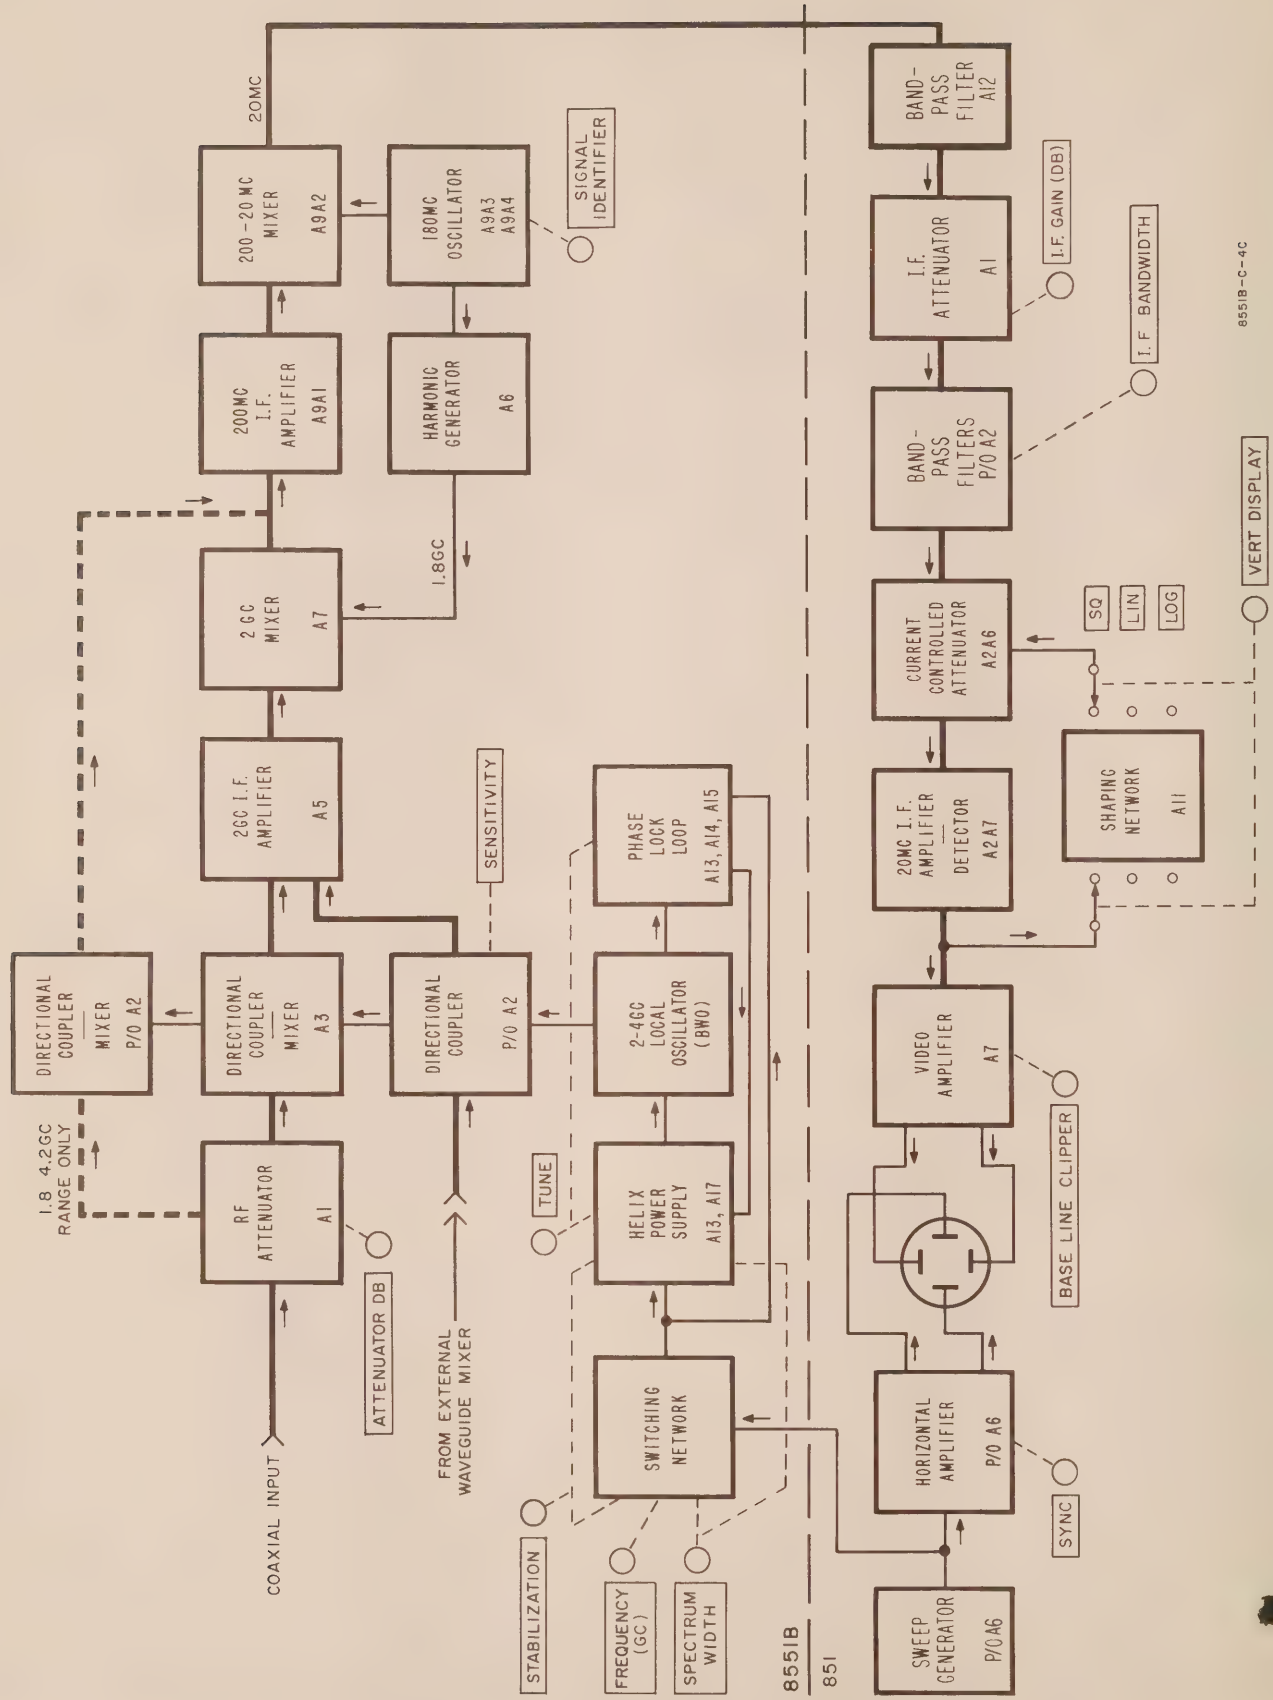 COAXIAL INPUT
RF
ATTENUATOR
A1
ATTENUATOR DB
1.8 4.2GC
RANGE ONLY
DIRECTIONAL
COUPLER
MIXER
P/O A2
DIRECTIONAL
COUPLER
MIXER
A3
DIRECTIONAL
COUPLER
P/O A2
FROM EXTERNAL
WAVEGUIDE MIXER
SENSITIVITY
2GC I.F.
AMPLIFIER
A5
2 GC
MIXER
A7
200MC
I.F.
AMPLIFIER
A9A1
200-20 MC
MIXER
A9A2
20MC
180MC
OSCILLATOR
A9A3
A9A4
SIGNAL
IDENTIFIER
HARMONIC
GENERATOR
A6
1.8GC
STABILIZATION
FREQUENCY
(GC)
SPECTRUM
WIDTH
SWITCHING
NETWORK
TUNE
HELIX
POWER
SUPPLY
A13, A17
2-4GC
LOCAL
OSCILLATOR
(BWO)
PHASE
LOCK
LOOP
A13, A14, A15
8551B
851
SWEEP
GENERATOR
P/O A6
HORIZONTAL
AMPLIFIER
P/O A6
SYNC
VIDEO
AMPLIFIER
A7
BASE LINE CLIPPER
20MC I.F.
AMPLIFIER
DETECTOR
A2A7
CURRENT
CONTROLLED
ATTENUATOR
A2A6
BAND-
PASS
FILTERS
P/O A2
I.F.
ATTENUATOR
A1
BAND-
PASS
FILTER
A12
I.F. GAIN (DB)
I.F BANDWIDTH
SHAPING
NETWORK
A11
SQ
LIN
LOG
VERT DISPLAY
8551B-C-4C